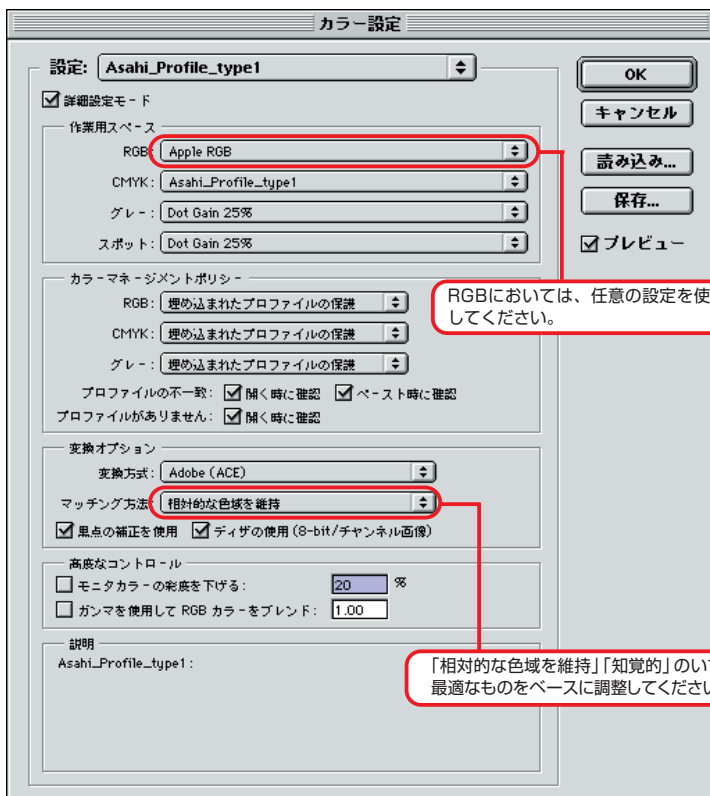 カラー設定
設定: Asahi_Profile_type1
詳細設定モード
作業用スペース
RGB: Apple RGB
CMYK: Asahi_Profile_type1
グレー: Dot Gain 25%
スポット: Dot Gain 25%
カラーマネージメントポリシー
RGB: 埋め込まれたプロファイルの保護
CMYK: 埋め込まれたプロファイルの保護
グレー: 埋め込まれたプロファイルの保護
プロファイルの不一致: 開く時に確認 ペースト時に確認
プロファイルがありません: 開く時に確認
変換オプション
変換方式: Adobe (ACE)
マッチング方法: 相対的な色域を維持
黒点の補正を使用 ディザの使用 (8-bit/チャンネル画像)
高度なコントロール
モニタカラーの彩度を下げる: 20 %
ガンマを使用して RGB カラーをブレンド: 1.00
説明
Asahi_Profile_type1:
OK
キャンセル
読み込み...
保存...
プレビュー
RGBにおいては、任意の設定を使
してください。
「相対的な色域を維持」「知覚的」のい
最適なものをベースに調整してくださ